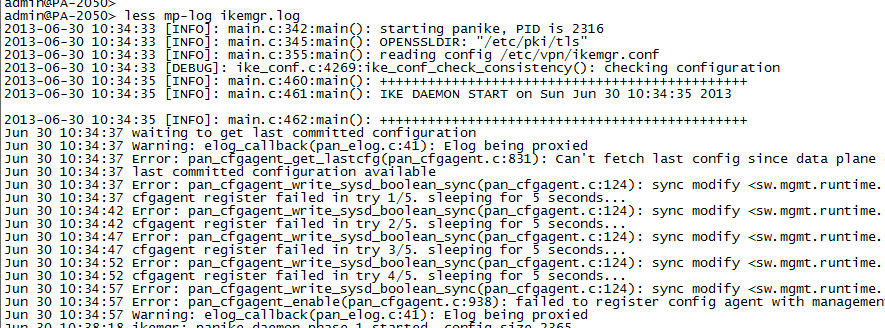 admin@PA-2050>
admin@PA-2050> less mp-log ikemgr.log
2013-06-30 10:34:33 [INFO]: main.c:342:main(): starting panike, PID is 2316
2013-06-30 10:34:33 [INFO]: main.c:345:main(): OPENSSLDIR: "/etc/pki/tls"
2013-06-30 10:34:33 [INFO]: main.c:355:main(): reading config /etc/vpn/ikemgr.conf
2013-06-30 10:34:33 [DEBUG]: ike_conf.c:4269:ike_conf_check_consistency(): checking configuration
2013-06-30 10:34:35 [INFO]: main.c:460:main(): +++++++++++++++++++++++++++++++++++++++++++++
2013-06-30 10:34:35 [INFO]: main.c:461:main(): IKE DAEMON START on Sun Jun 30 10:34:35 2013
2013-06-30 10:34:35 [INFO]: main.c:462:main(): +++++++++++++++++++++++++++++++++++++++++++++
Jun 30 10:34:37 waiting to get last committed configuration
Jun 30 10:34:37 Warning: elog_callback(pan_elog.c:41): Elog being proxied
Jun 30 10:34:37 Error: pan_cfgagent_get_lastcfg(pan_cfgagent.c:831): Can't fetch last config since data plane
Jun 30 10:34:37 last committed configuration available
Jun 30 10:34:37 Error: pan_cfgagent_write_sysd_boolean_sync(pan_cfgagent.c:124): sync modify <sw.mgmt.runtime.
Jun 30 10:34:37 cfgagent register failed in try 1/5. sleeping for 5 seconds...
Jun 30 10:34:42 Error: pan_cfgagent_write_sysd_boolean_sync(pan_cfgagent.c:124): sync modify <sw.mgmt.runtime.
Jun 30 10:34:42 cfgagent register failed in try 2/5. sleeping for 5 seconds...
Jun 30 10:34:47 Error: pan_cfgagent_write_sysd_boolean_sync(pan_cfgagent.c:124): sync modify <sw.mgmt.runtime.
Jun 30 10:34:47 cfgagent register failed in try 3/5. sleeping for 5 seconds...
Jun 30 10:34:52 Error: pan_cfgagent_write_sysd_boolean_sync(pan_cfgagent.c:124): sync modify <sw.mgmt.runtime.
Jun 30 10:34:52 cfgagent register failed in try 4/5. sleeping for 5 seconds...
Jun 30 10:34:57 Error: pan_cfgagent_write_sysd_boolean_sync(pan_cfgagent.c:124): sync modify <sw.mgmt.runtime.
Jun 30 10:34:57 Error: pan_cfgagent_enable(pan_cfgagent.c:938): failed to register config agent with management
Jun 30 10:34:57 Warning: elog_callback(pan_elog.c:41): Elog being proxied
Jun 30 10:38:18 ikemgr: panike daemon phase 1 started, config size 2365